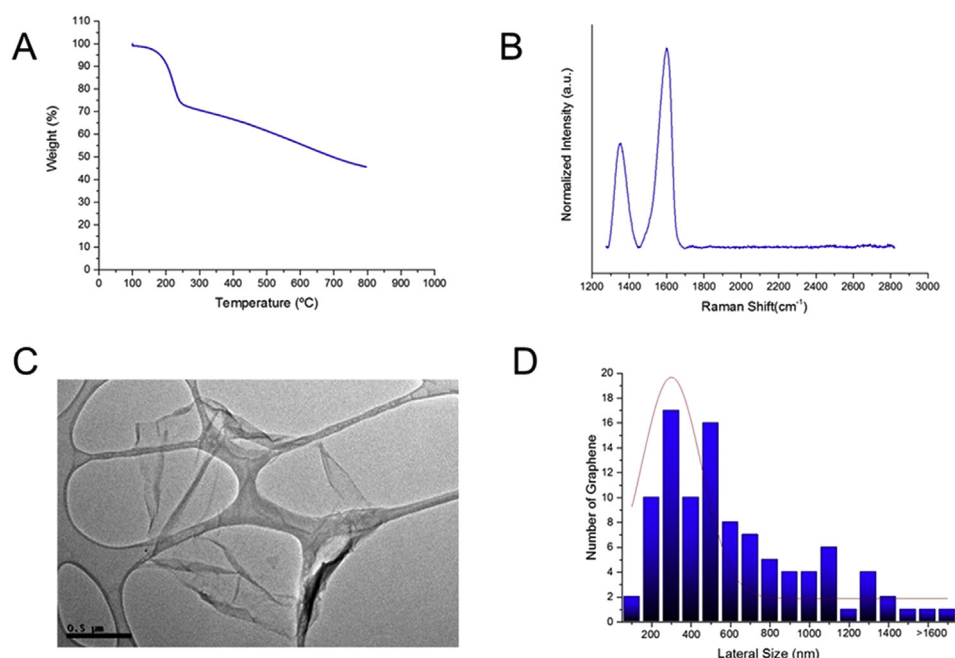 A
110
100
90
80
70
60
50
40
30
20
10
0
Weight (%)
0 100 200 300 400 500 600 700 800 900 1000
Temperature (ºC)
B
Normalized Intensity (a.u.)
1200 1400 1600 1800 2000 2200 2400 2600 2800 3000
Raman Shift(cm-1)
C
0.5 µm
D
20
18
16
14
12
10
8
6
4
2
0
Number of Graphene
200 400 600 800 1000 1200 1400 >1600
Lateral Size (nm)